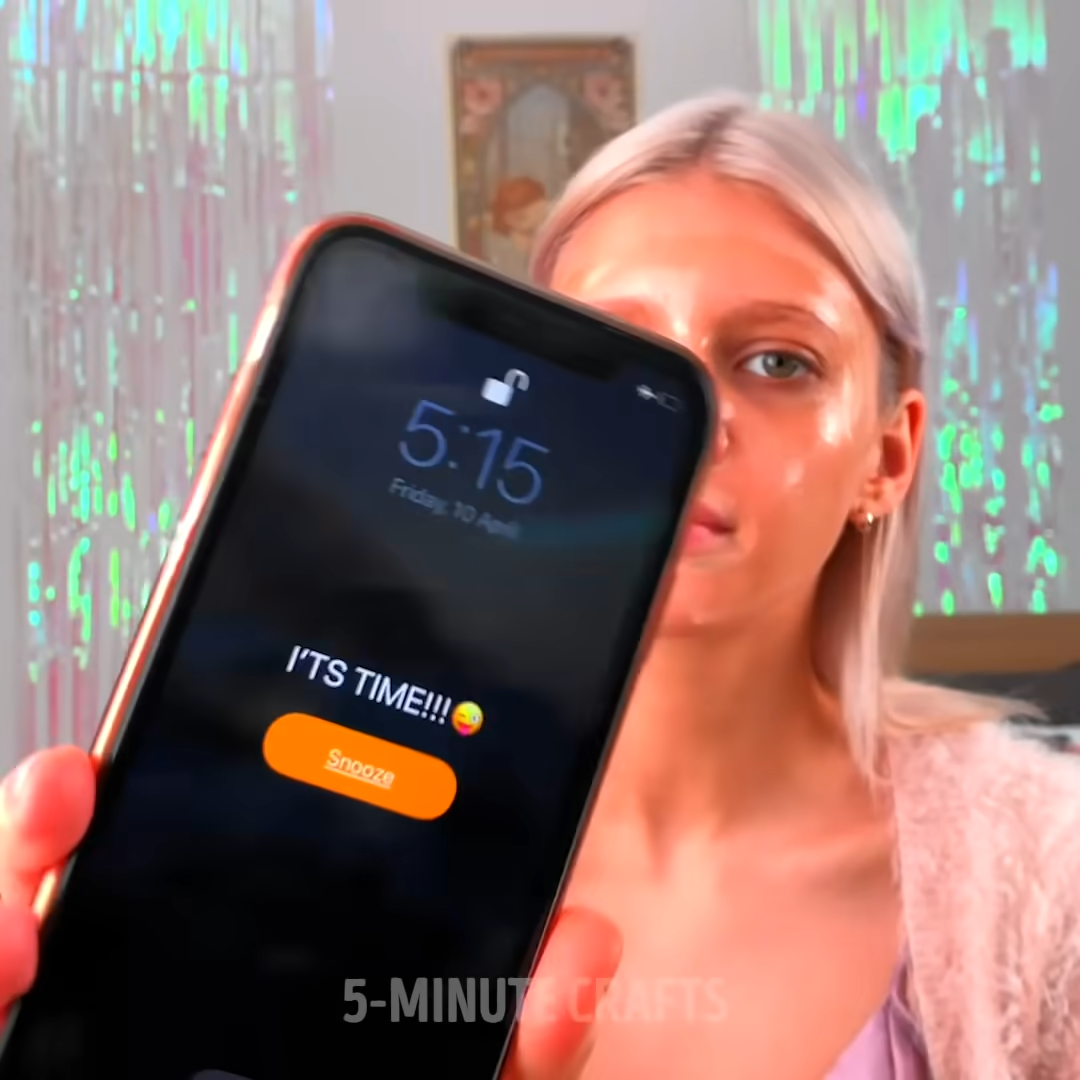 5:15
Friday, 10 April
I'TS TIME!!!😜
Snooze
5-MINUTE CRAFTS